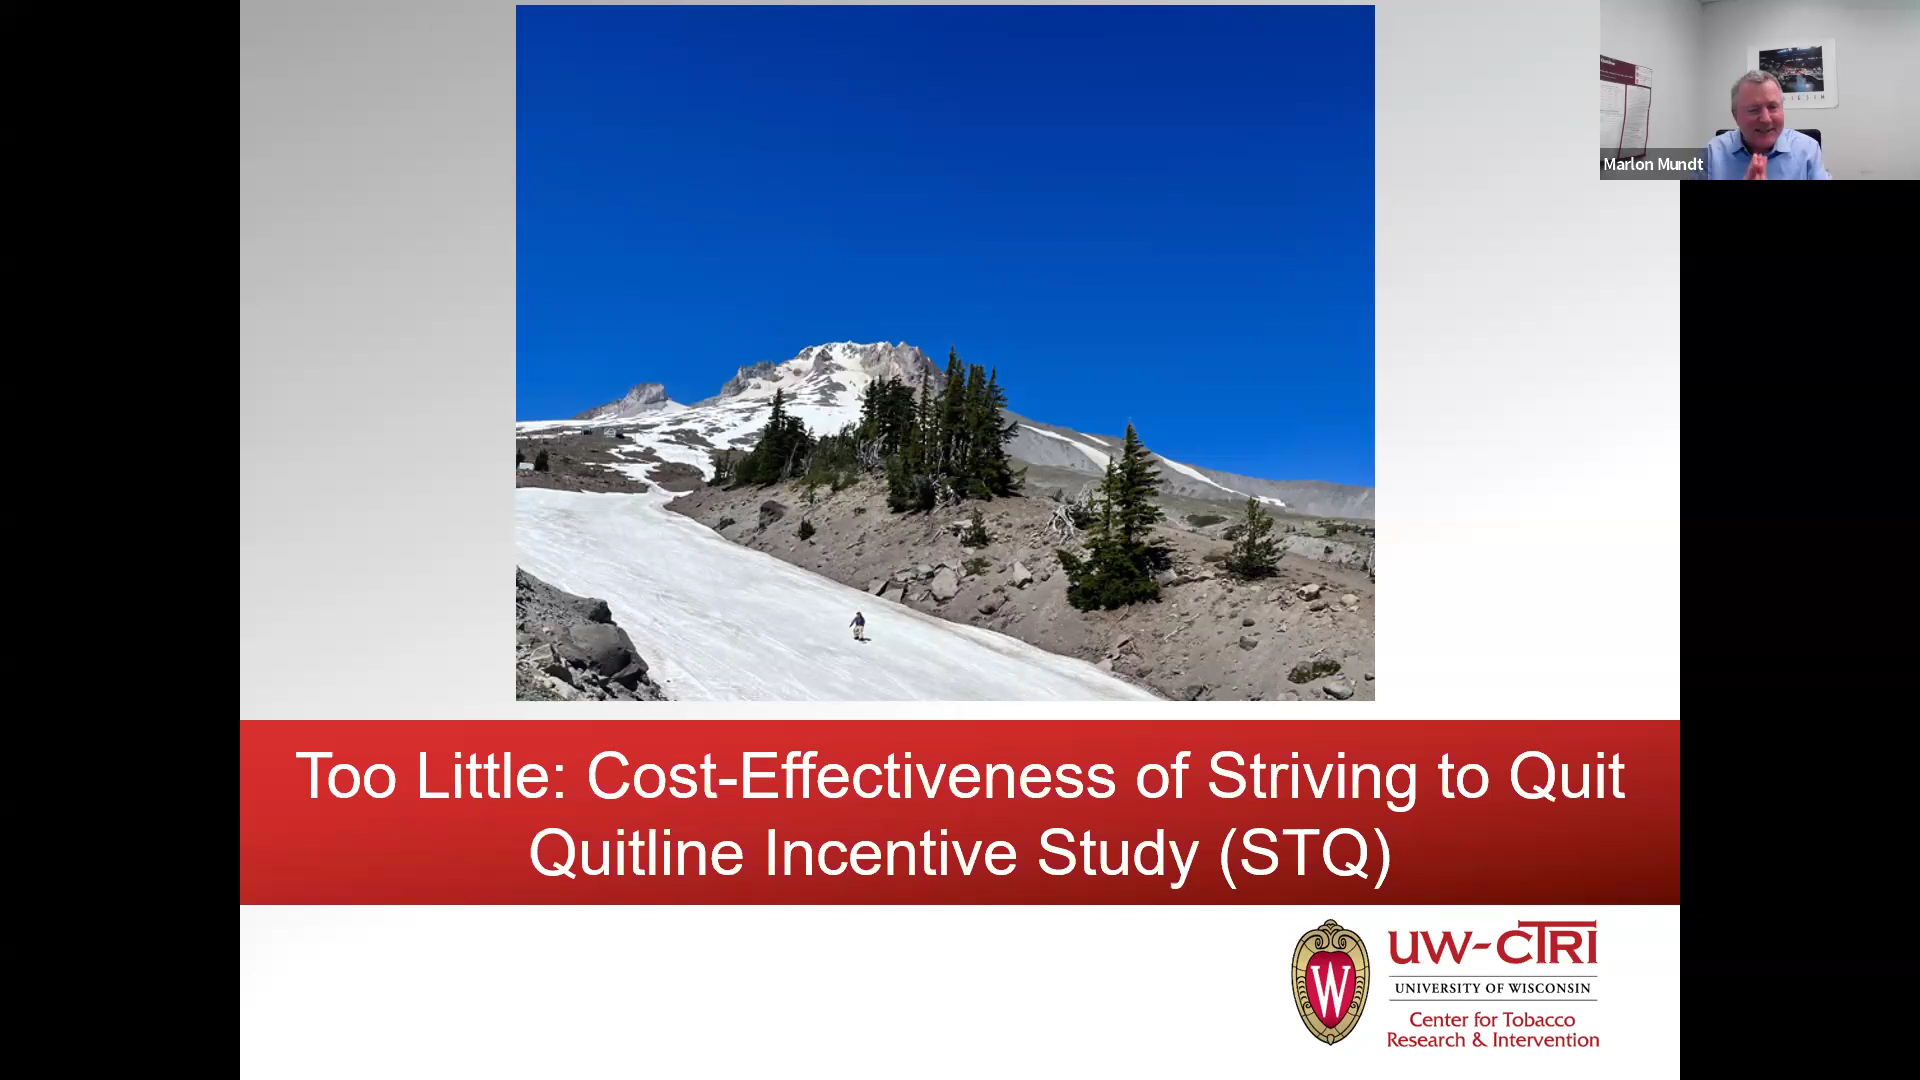 Marlon Mundt
Too Little: Cost-Effectiveness of Striving to Quit
Quitline Incentive Study (STQ)
W
UW-CTRI
UNIVERSITY OF WISCONSIN
Center for Tobacco
Research & Intervention